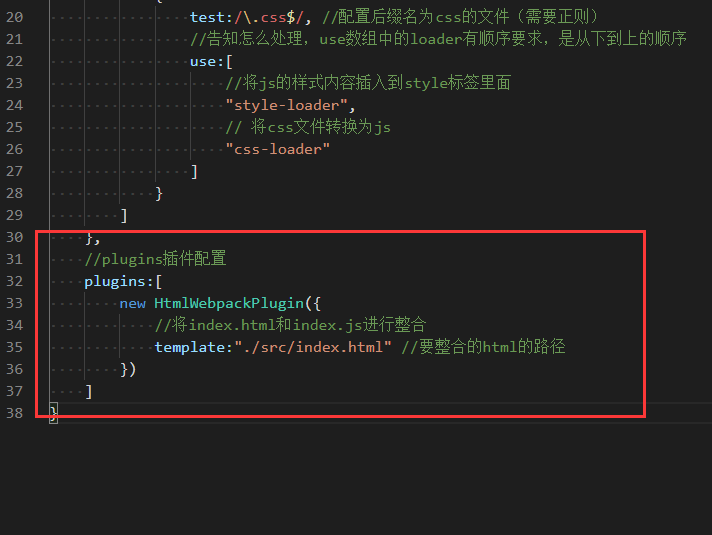 20 test:/\.css$/, //配置后缀名为css的文件（需要正则）
21 //告知怎么处理，use数组中的loader有顺序要求，是从下到上的顺序
22 use:[
23 //将js的样式内容插入到style标签里面
24 "style-loader",
25 // 将css文件转换为js
26 "css-loader"
27 ]
28 }
29 ]
30 },
31 //plugins插件配置
32 plugins:[
33 new HtmlWebpackPlugin({
34 //将index.html和index.js进行整合
35 template:"./src/index.html" //要整合的html的路径
36 })
37 ]
38 }